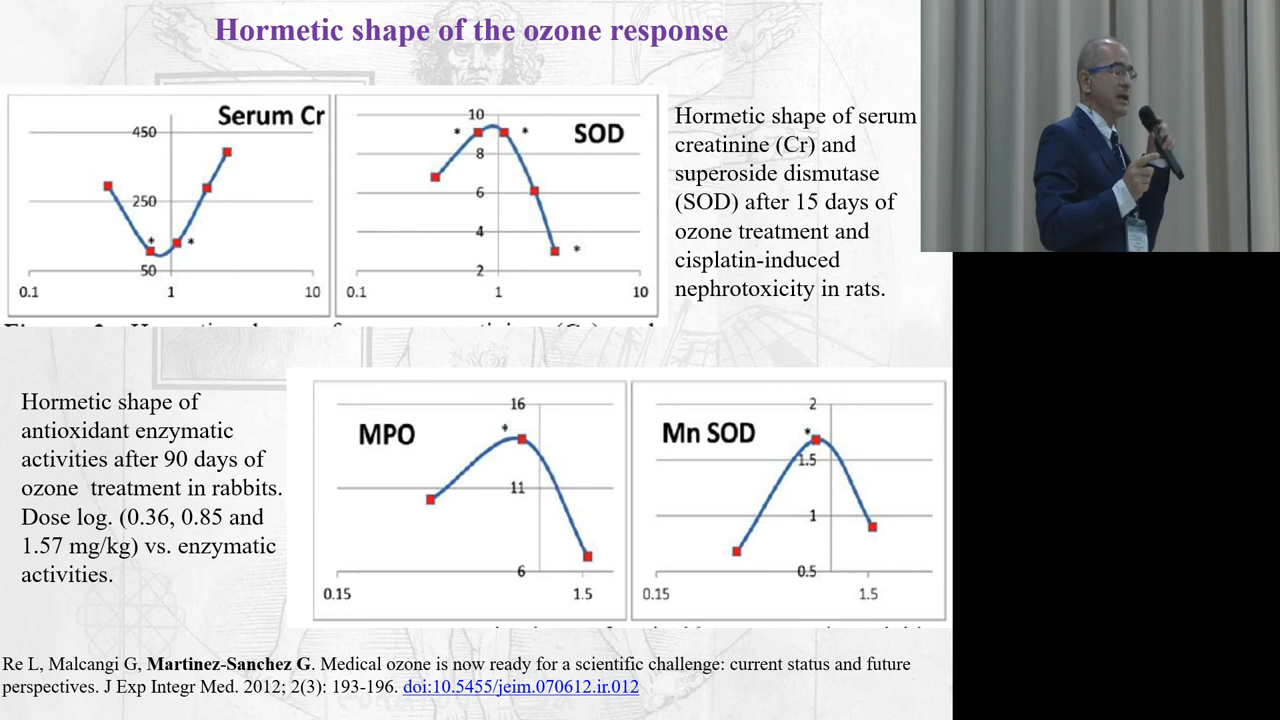 Hormetic shape of the ozone response
Serum Cr
450
250
50
0.1
1
10
SOD
10
8
6
4
2
0.1
1
10
*
*
*
*
*
Hormetic shape of serum
creatinine (Cr) and
superoside dismutase
(SOD) after 15 days of
ozone treatment and
cisplatin-induced
nephrotoxicity in rats.
Hormetic shape of
antioxidant enzymatic
activities after 90 days of
ozone treatment in rabbits.
Dose log. (0.36, 0.85 and
1.57 mg/kg) vs. enzymatic
activities.
MPO
16
11
6
0.15
1.5
*
Mn SOD
2
1.5
1
0.5
0.15
1.5
*
Re L, Malcangi G, Martinez-Sanchez G. Medical ozone is now ready for a scientific challenge: current status and future
perspectives. J Exp Integr Med. 2012; 2(3): 193-196. doi:10.5455/jeim.070612.ir.012